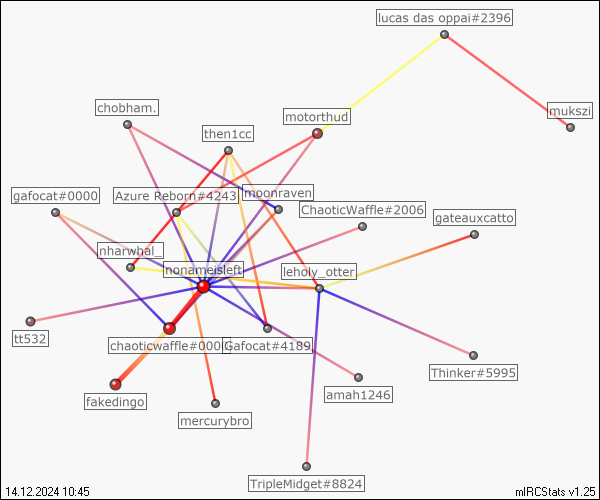 lucas das oppai#2396
chobham.
mukszi
motorthud
then1cc
gafocat#0000
Azure Reborn#4243
moonraven
ChaoticWaffle#2006
gateauxcatto
nharwhal_
nonameisleft
leholy_otter
tt532
chaoticwaffle#000
Gafocat#4189
Thinker#5995
fakedingo
amah1246
mercurybro
TripleMidget#8824
14.12.2024 10:45
mIRCStats v1.25